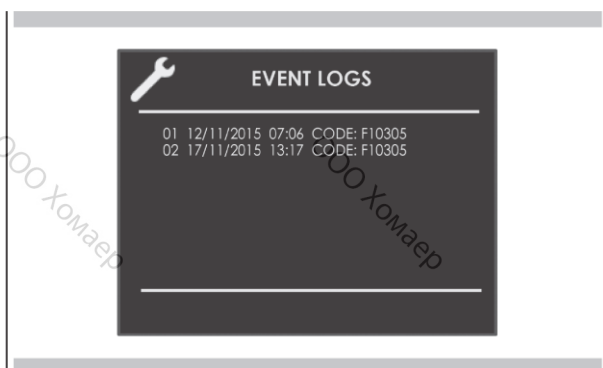 EVENT LOGS
01 12/11/2015 07:06 CODE: F10305
02 17/11/2015 13:17 CODE: F10305
ООО Хомаер
ООО Хомаер